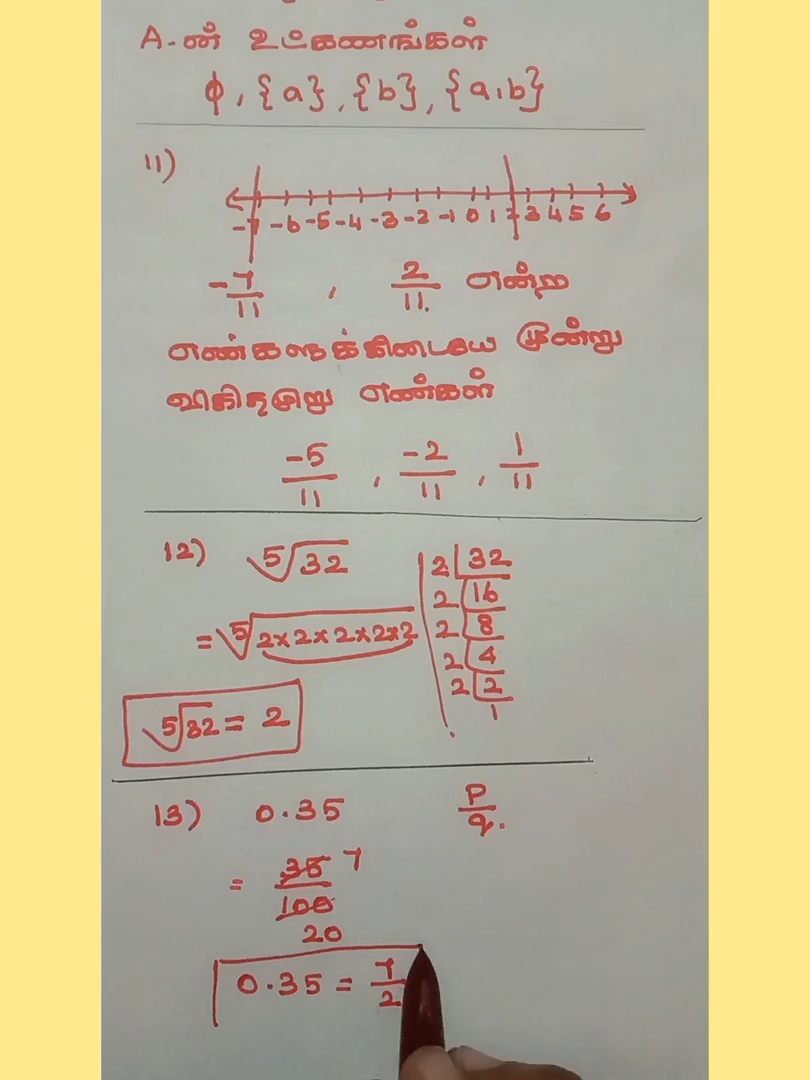 A-ன் உட்கணங்கள்
ϕ, {a}, {b}, {a,b}
11)
-7 -6 -5 -4 -3 -2 -1 0 1 2 3 4 5 6
-7/11 , 2/11 என்ற
எண்களுக்கிடையே மூன்று
விகிதமுறு எண்கள்
-5/11 , -2/11 , 1/11
12) ⁵√32
2 | 32
2 | 16
= ⁵√2×2×2×2×2
2 | 8
2 | 4
2 | 2
1
⁵√32 = 2
13) 0.35 P/q.
= 35/100 7
20
0.35 = 7/2